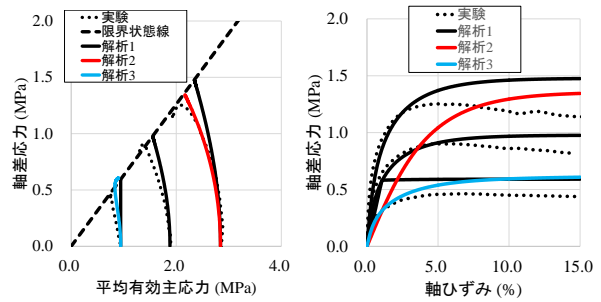 実験
限界状態線
解析1
解析2
解析3
2.0
1.5
1.0
0.5
0.0
軸差応力 (MPa)
0.0
2.0
4.0
平均有効主応力 (MPa)
実験
解析1
解析2
解析3
2.0
1.5
1.0
0.5
0.0
軸差応力 (MPa)
0.0
5.0
10.0
15.0
軸ひずみ (%)